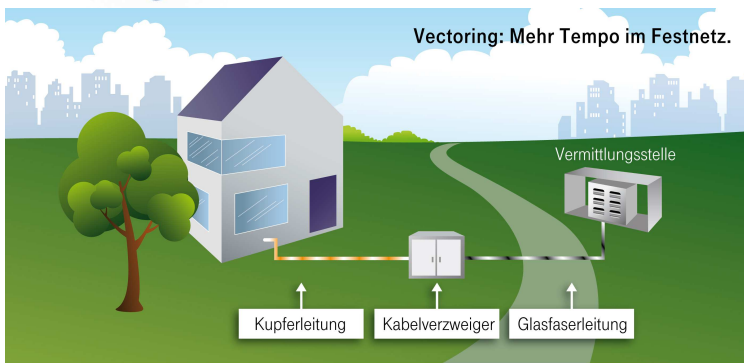 Vectoring: Mehr Tempo im Festnetz.
Vermittlungsstelle
Kupferleitung
Kabelverzweiger
Glasfaserleitung